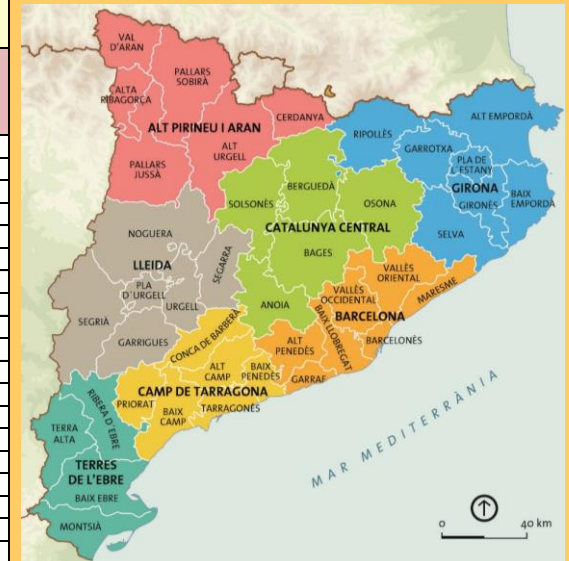 VAL
D'ARAN
PALLARS
SOBIRÀ
CALTA
RIBAGORÇA
ALT PIRINEU I ARAN
CERDANYA
ALT
URGELL
PALLARS
JUSSÀ
RIPOLLÈS
ALT EMPORDÀ
GARROTXA
PLA DE
L'ESTANY
GIRONA
GIRONÈS
BAIX
EMPORDÀ
SELVA
BERGUEDÀ
SOLSONÈS
OSONA
CATALUNYA CENTRAL
BAGES
ANOIA
NOGUERA
LLEIDA
SEGARRA
PLA
D'URGELL
URGELL
SEGRIÀ
GARRIGUES
VALLÈS
ORIENTAL
VALLÈS
OCCIDENTAL
MARESME
BARCELONA
BAIX LLOBREGAT
BARCELONÈS
ALT
PENEDÈS
GARRAF
CONCA DE BARBERÀ
ALT
CAMP
BAIX
PENEDÈS
CAMP DE TARRAGONA
PRIORAT
BAIX
CAMP
TARRAGONÈS
RIBERA D'EBRE
TERRA
ALTA
TERRES
DE L'EBRE
BAIX EBRE
MONTSIÀ
MAR MEDITERRÀNIA
0 40 km